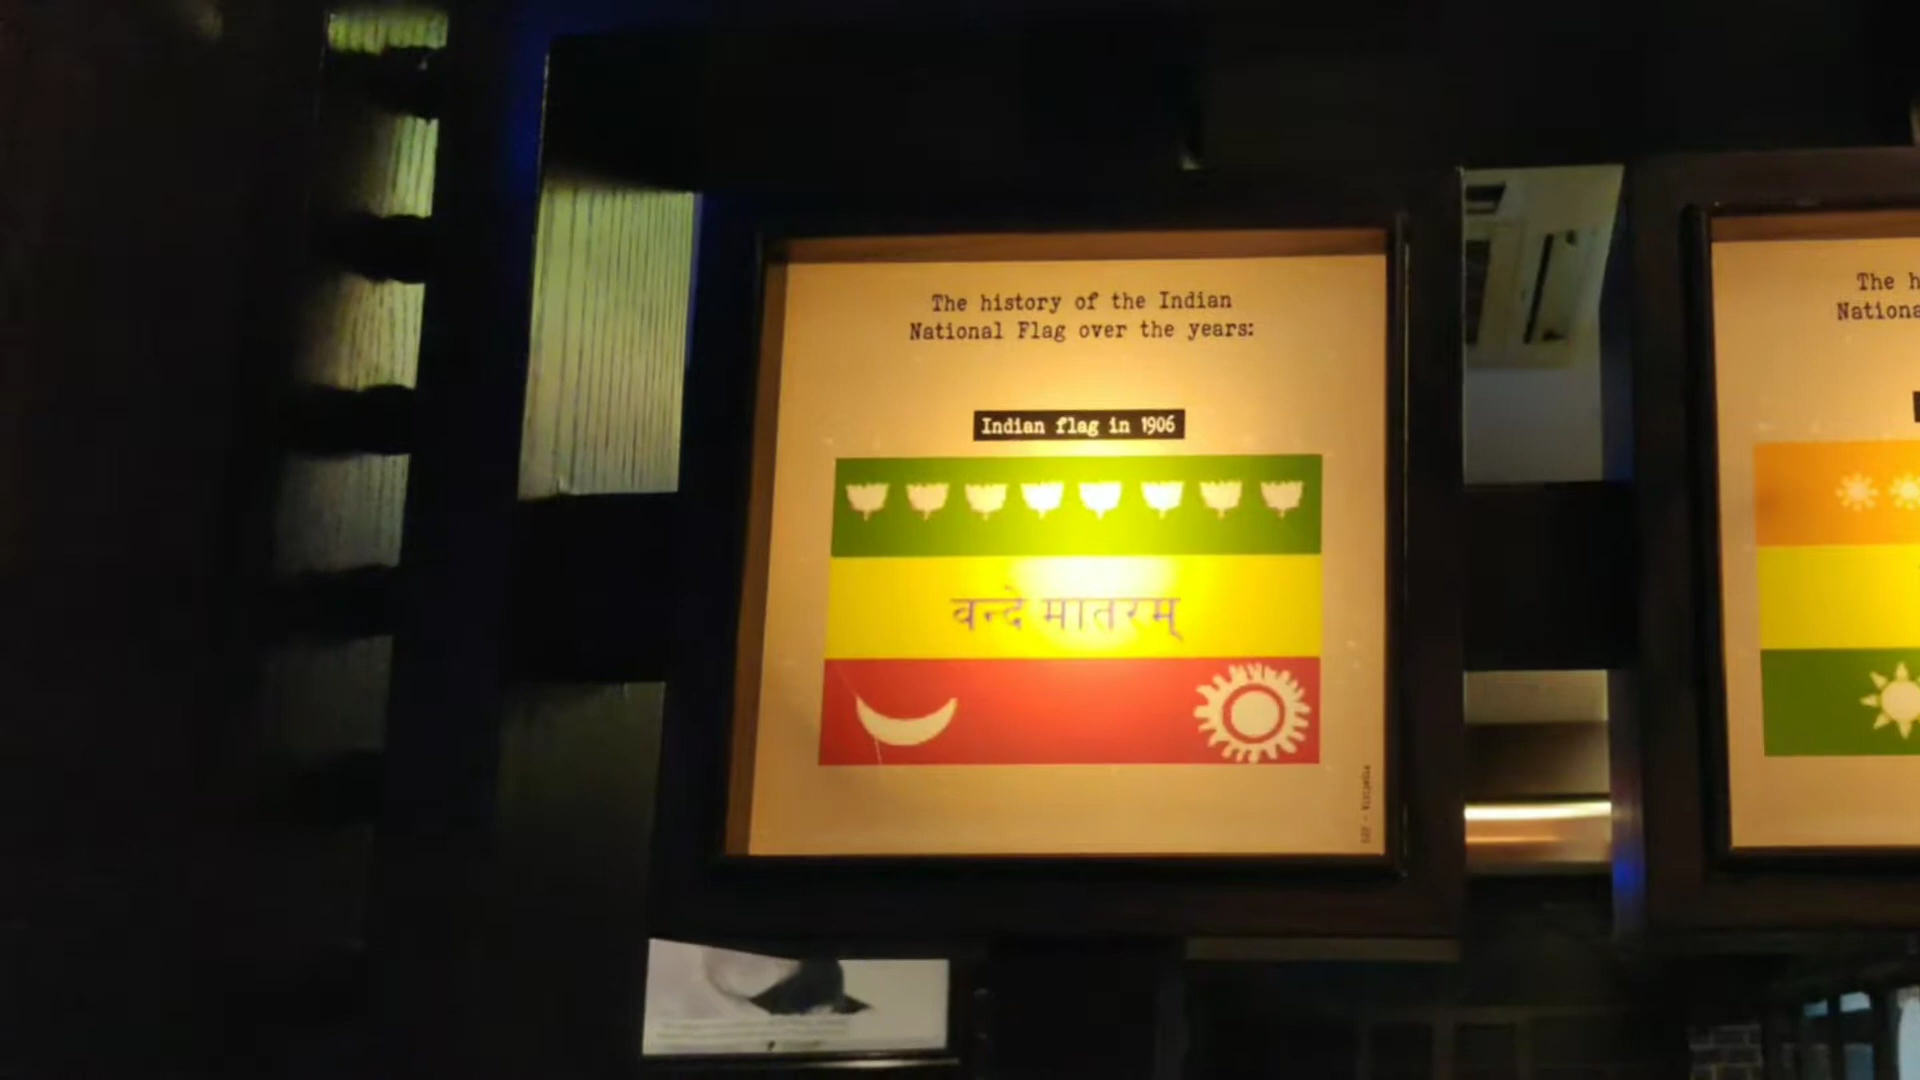 The history of the Indian
National Flag over the years:
Indian flag in 1906
वन्दे मातरम्
The h
Nationa